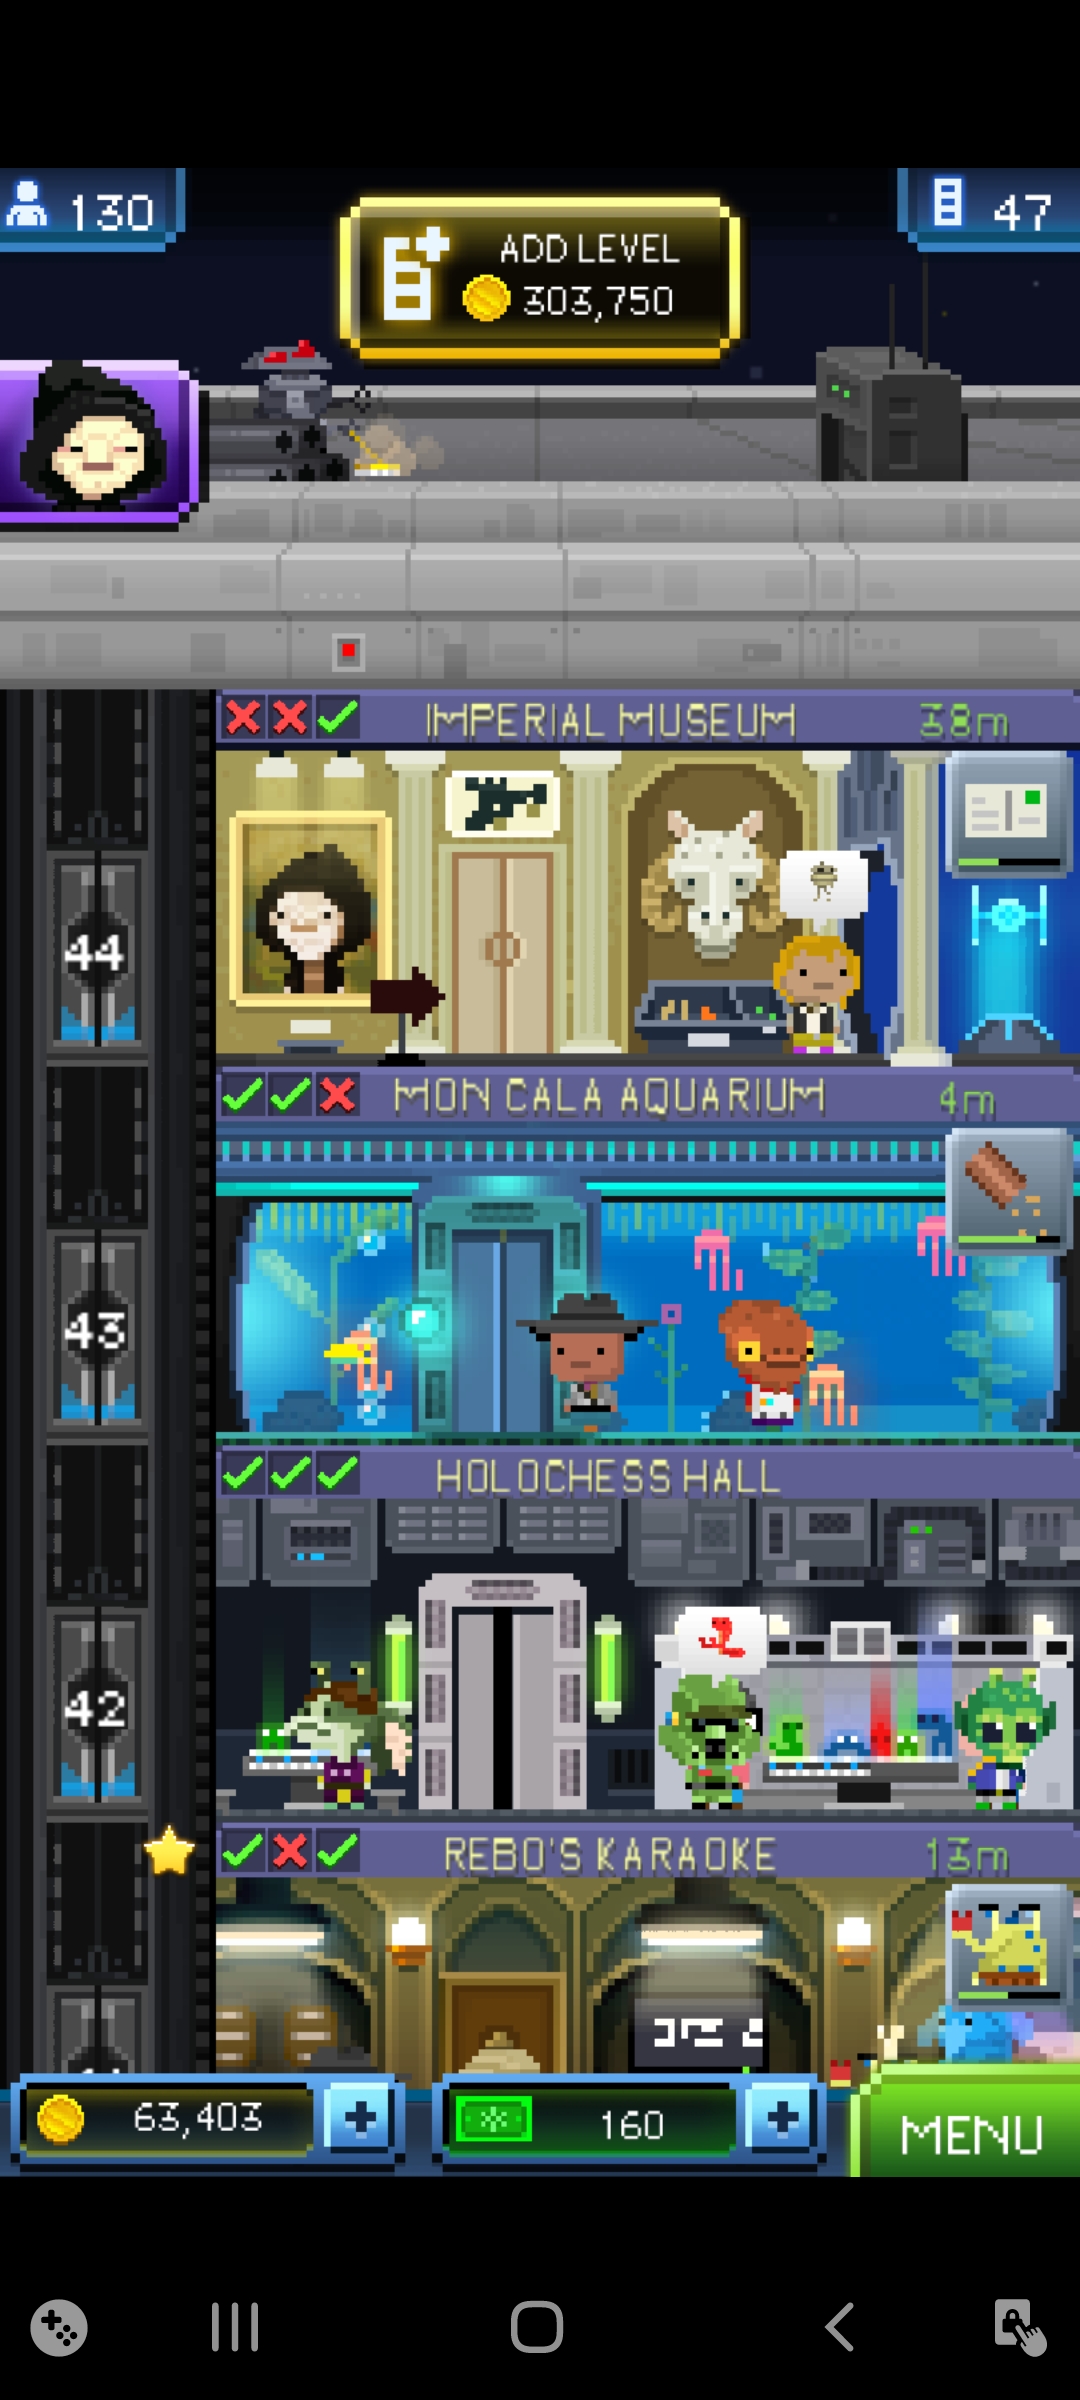 130
ADD LEVEL
303,750
47
IMPERIAL MUSEUM 38m
44
MON CALA AQUARIUM 4m
43
HOLOCHESS HALL
42
REBO'S KARAOKE 13m
63,403
160
MENU